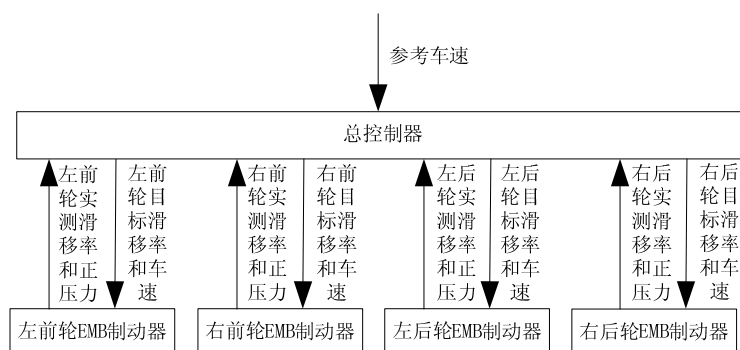 参考车速
总控制器
左前
轮实
测滑
移率
和正
压力
左前
轮目
标滑
移率
和车
速
右前
轮实
测滑
移率
和正
压力
右前
轮目
标滑
移率
和车
速
左后
轮实
测滑
移率
和正
压力
左后
轮目
标滑
移率
和车
速
右后
轮实
测滑
移率
和正
压力
右后
轮目
标滑
移率
和车
速
左前轮EMB制动器
右前轮EMB制动器
左后轮EMB制动器
右后轮EMB制动器